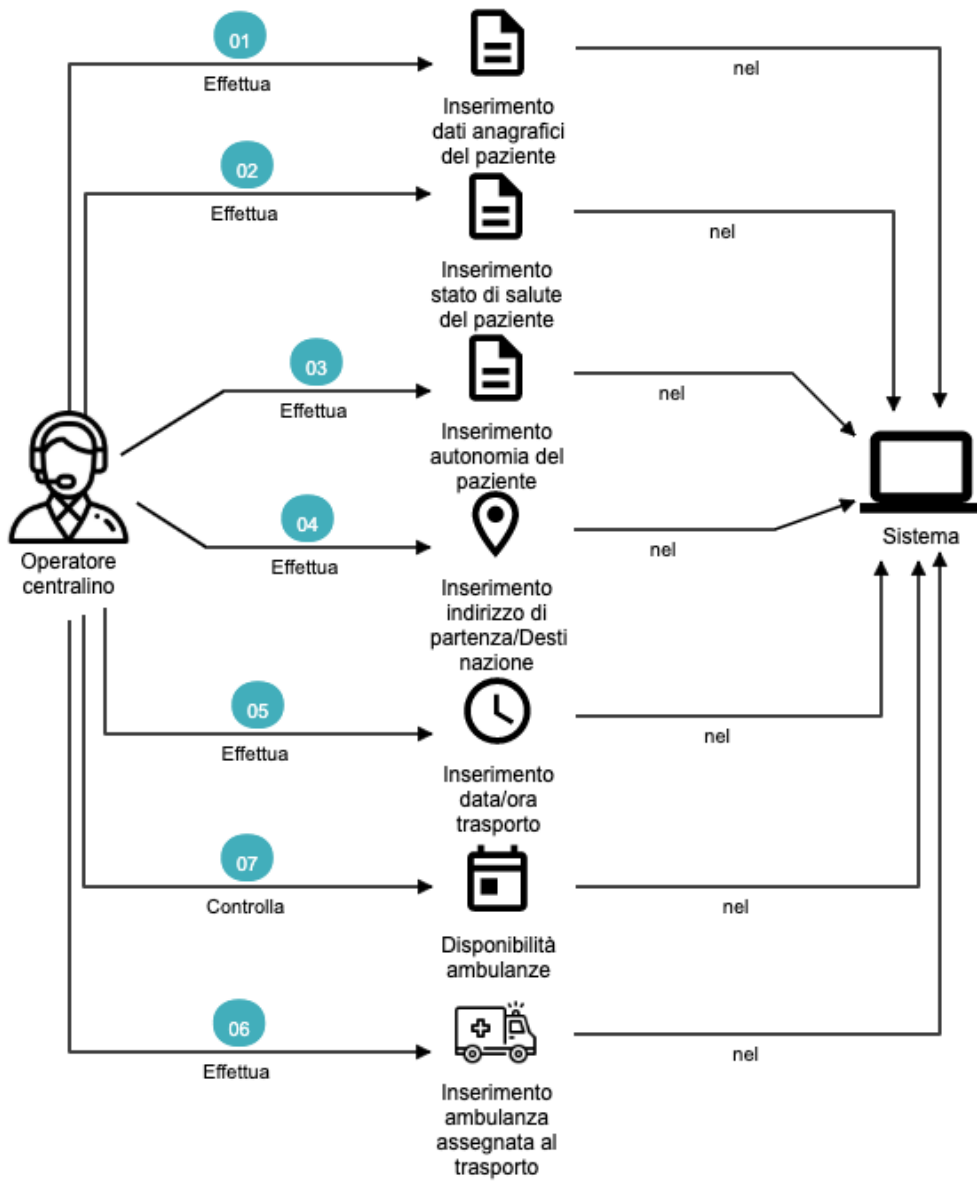 01
Effettua
nel
Inserimento
dati anagrafici
del paziente
02
Effettua
nel
Inserimento
stato di salute
del paziente
03
Effettua
nel
Inserimento
autonomia del
paziente
Operatore
centralino
04
Effettua
nel
Sistema
Inserimento
indirizzo di
partenza/Desti
nazione
05
Effettua
nel
Inserimento
data/ora
trasporto
07
Controlla
nel
Disponibilità
ambulanze
06
Effettua
nel
Inserimento
ambulanza
assegnata al
trasporto